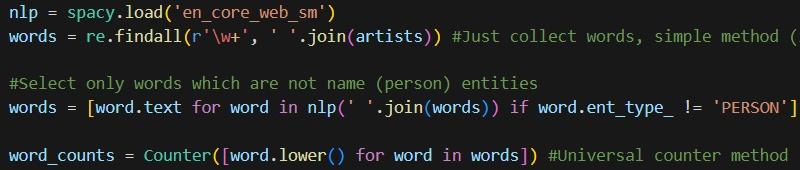 nlp = spacy.load('en_core_web_sm')
words = re.findall(r'\w+', ' '.join(artists)) #Just collect words, simple method (
#Select only words which are not name (person) entities
words = [word.text for word in nlp(' '.join(words)) if word.ent_type_ != 'PERSON']
word_counts = Counter([word.lower() for word in words]) #Universal counter method